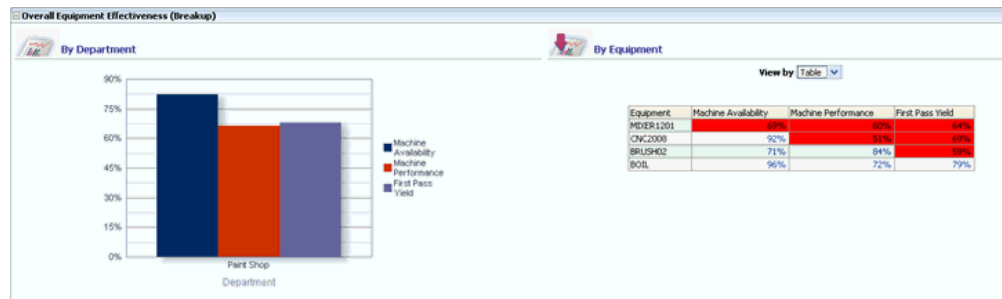 Overall Equipment Effectiveness (Breakup)
By Department
90%
75%
60%
45%
30%
15%
0%
Paint Shop
Department
Machine
Availability
Machine
Performance
First Pass
Yield
By Equipment
View by Table
Equipment Machine Availability Machine Performance First Pass Yield
MIXER1201 69% 60% 64%
CNC2008 92% 51% 69%
BRUSH02 71% 84% 59%
BOIL 96% 72% 79%